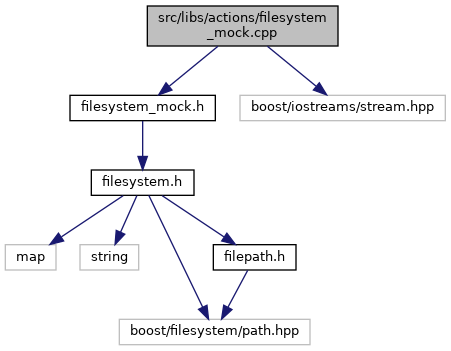 src/libs/actions/filesystem
_mock.cpp
filesystem_mock.h
boost/iostreams/stream.hpp
filesystem.h
map
string
filepath.h
boost/filesystem/path.hpp